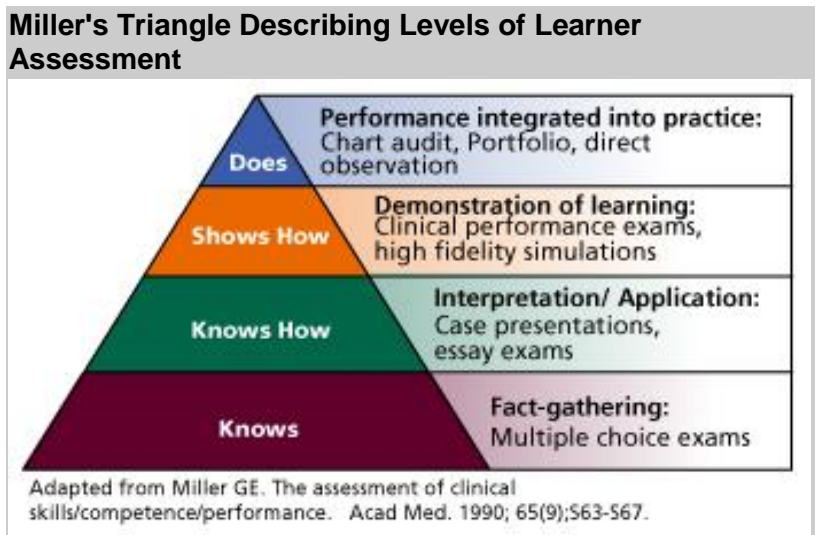 Miller's Triangle Describing Levels of Learner
Assessment
Does
Performance integrated into practice:
Chart audit, Portfolio, direct
observation
Shows How
Demonstration of learning:
Clinical performance exams,
high fidelity simulations
Knows How
Interpretation/ Application:
Case presentations,
essay exams
Knows
Fact-gathering:
Multiple choice exams
Adapted from Miller GE. The assessment of clinical
skills/competence/performance. Acad Med. 1990; 65(9);S63-S67.